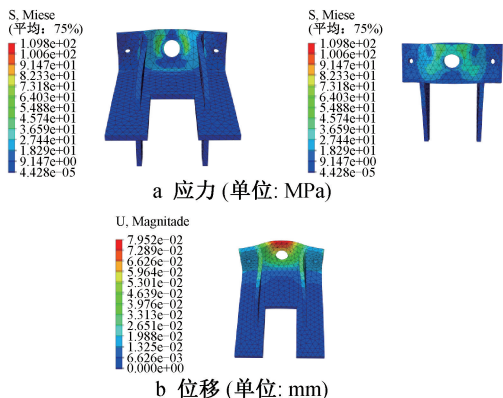 S, Miese
(平均：75%)
1.098e+02
1.006e+02
9.147e+01
8.233e+01
7.318e+01
6.403e+01
5.488e+01
4.574e+01
3.659e+01
2.744e+01
1.829e+01
9.147e+00
4.428e−05
S, Miese
(平均：75%)
1.098e+02
1.006e+02
9.147e+01
8.233e+01
7.318e+01
6.403e+01
5.488e+01
4.574e+01
3.659e+01
2.744e+01
1.829e+01
9.147e+00
4.428e−05
a 应力 (单位: MPa)
U, Magnitade
7.952e−02
7.289e−02
6.626e−02
5.964e−02
5.301e−02
4.639e−02
3.976e−02
3.313e−02
2.651e−02
1.988e−02
1.325e−02
6.626e−03
0.000e+00
b 位移 (单位: mm)